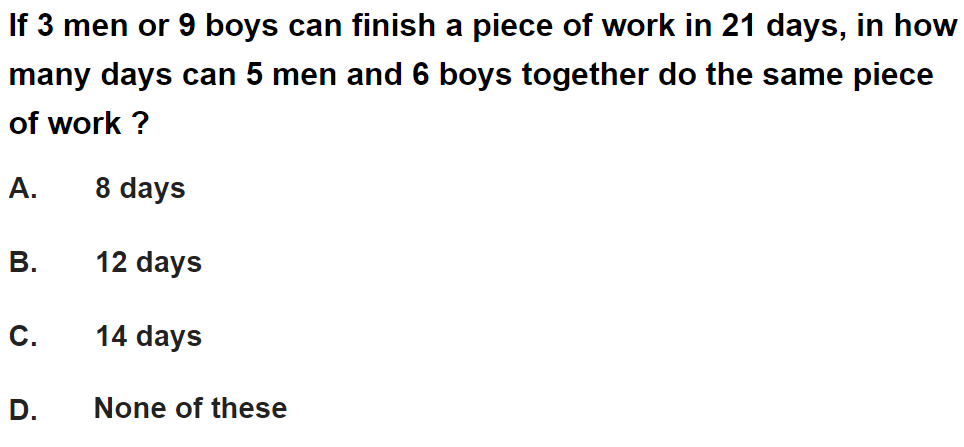 If 3 men or 9 boys can finish a piece of work in 21 days, in how
many days can 5 men and 6 boys together do the same piece
of work ?
A. 8 days
B. 12 days
C. 14 days
D. None of these